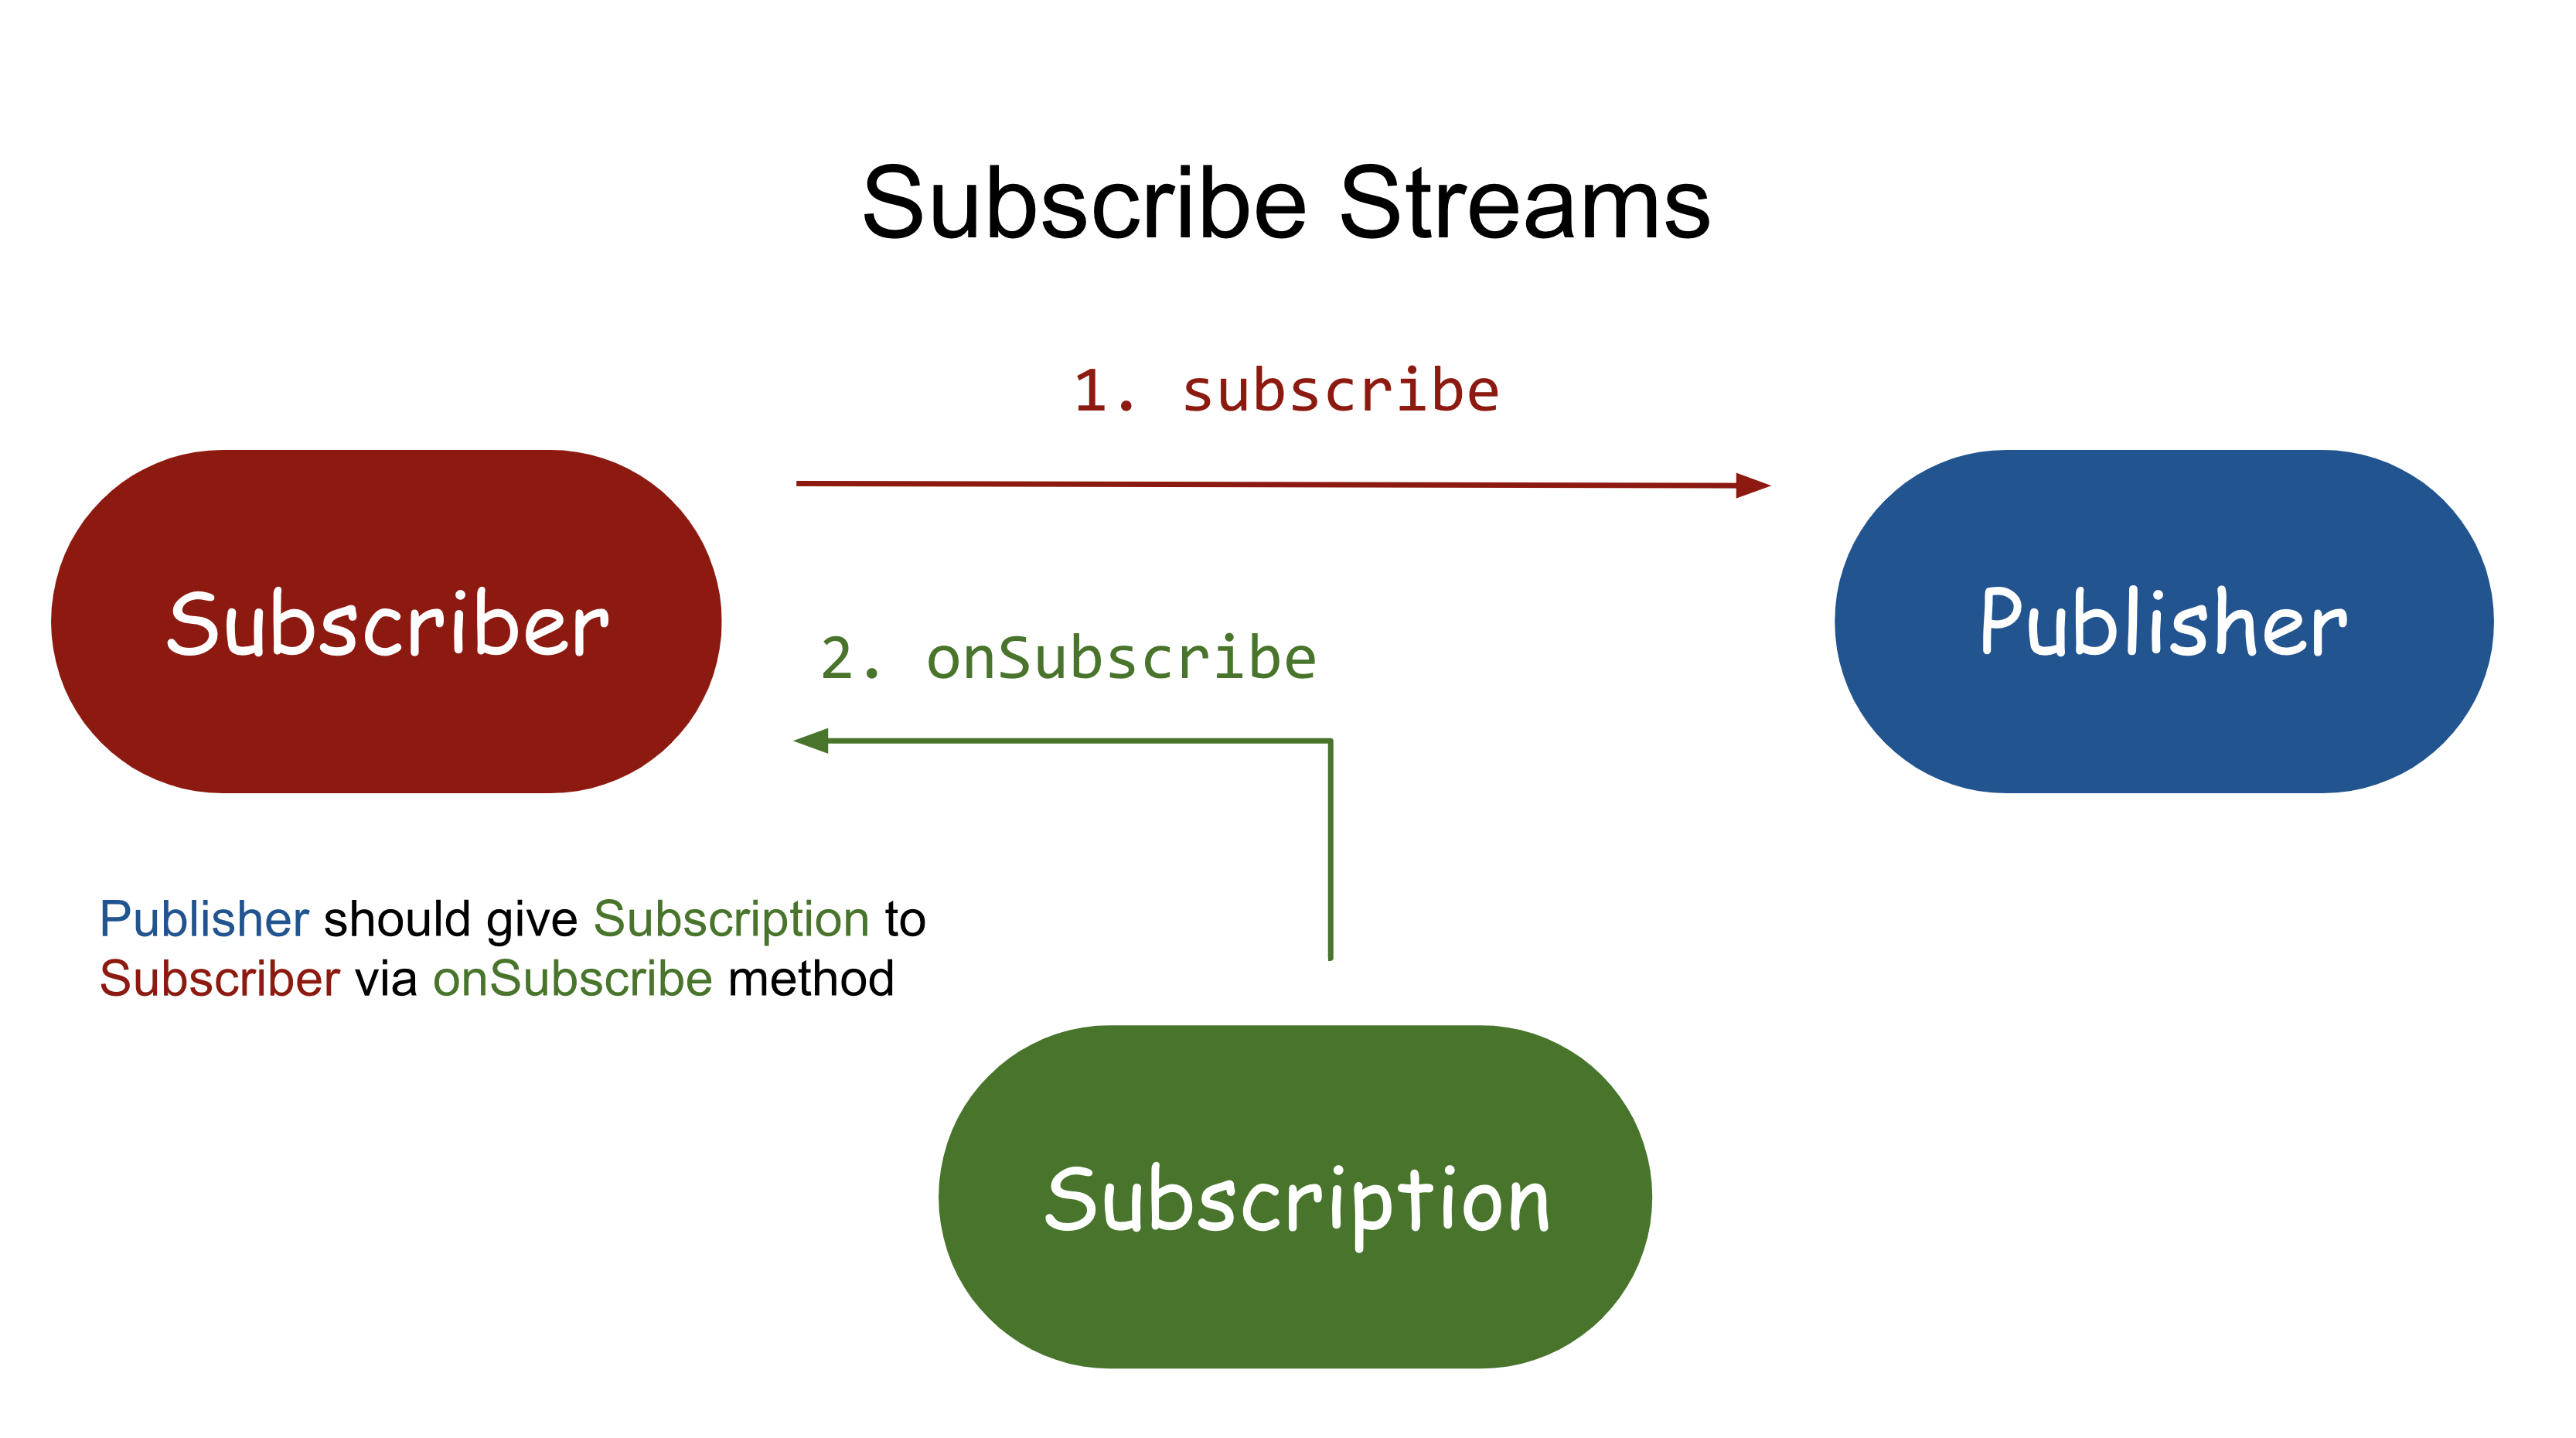 Subscribe Streams
1. subscribe
Subscriber
Publisher
2. onSubscribe
Publisher should give Subscription to
Subscriber via onSubscribe method
Subscription